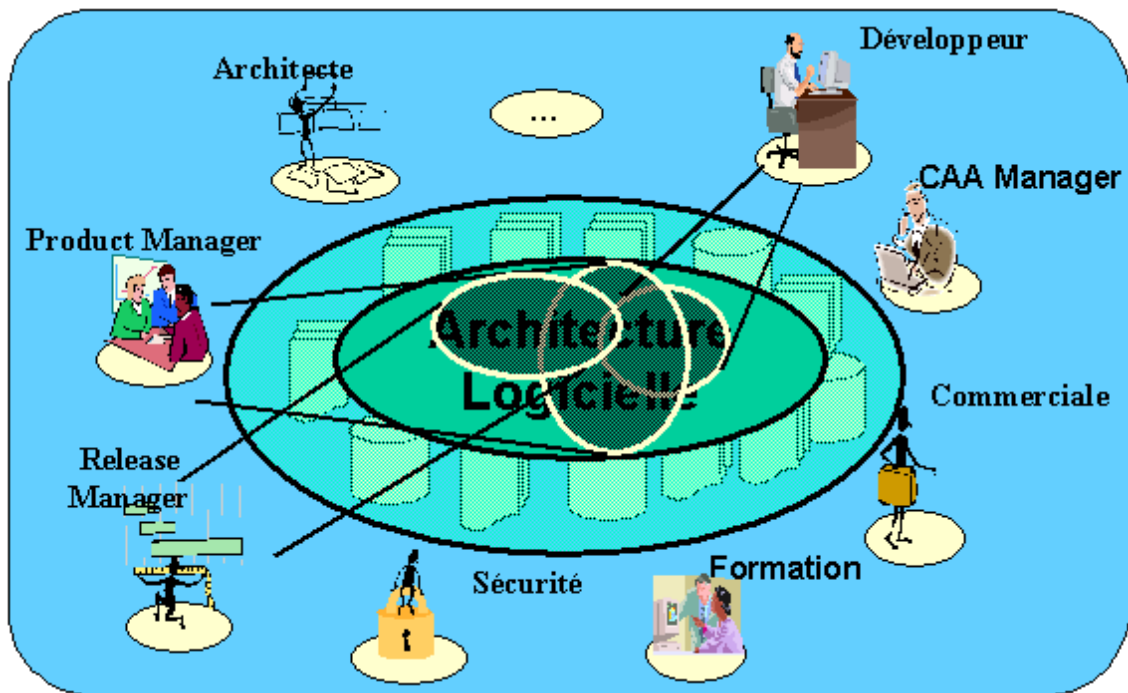 Développeur
Architecte
...
CAA Manager
Product Manager
Architecture
Logicielle
Commerciale
Release
Manager
Formation
Sécurité